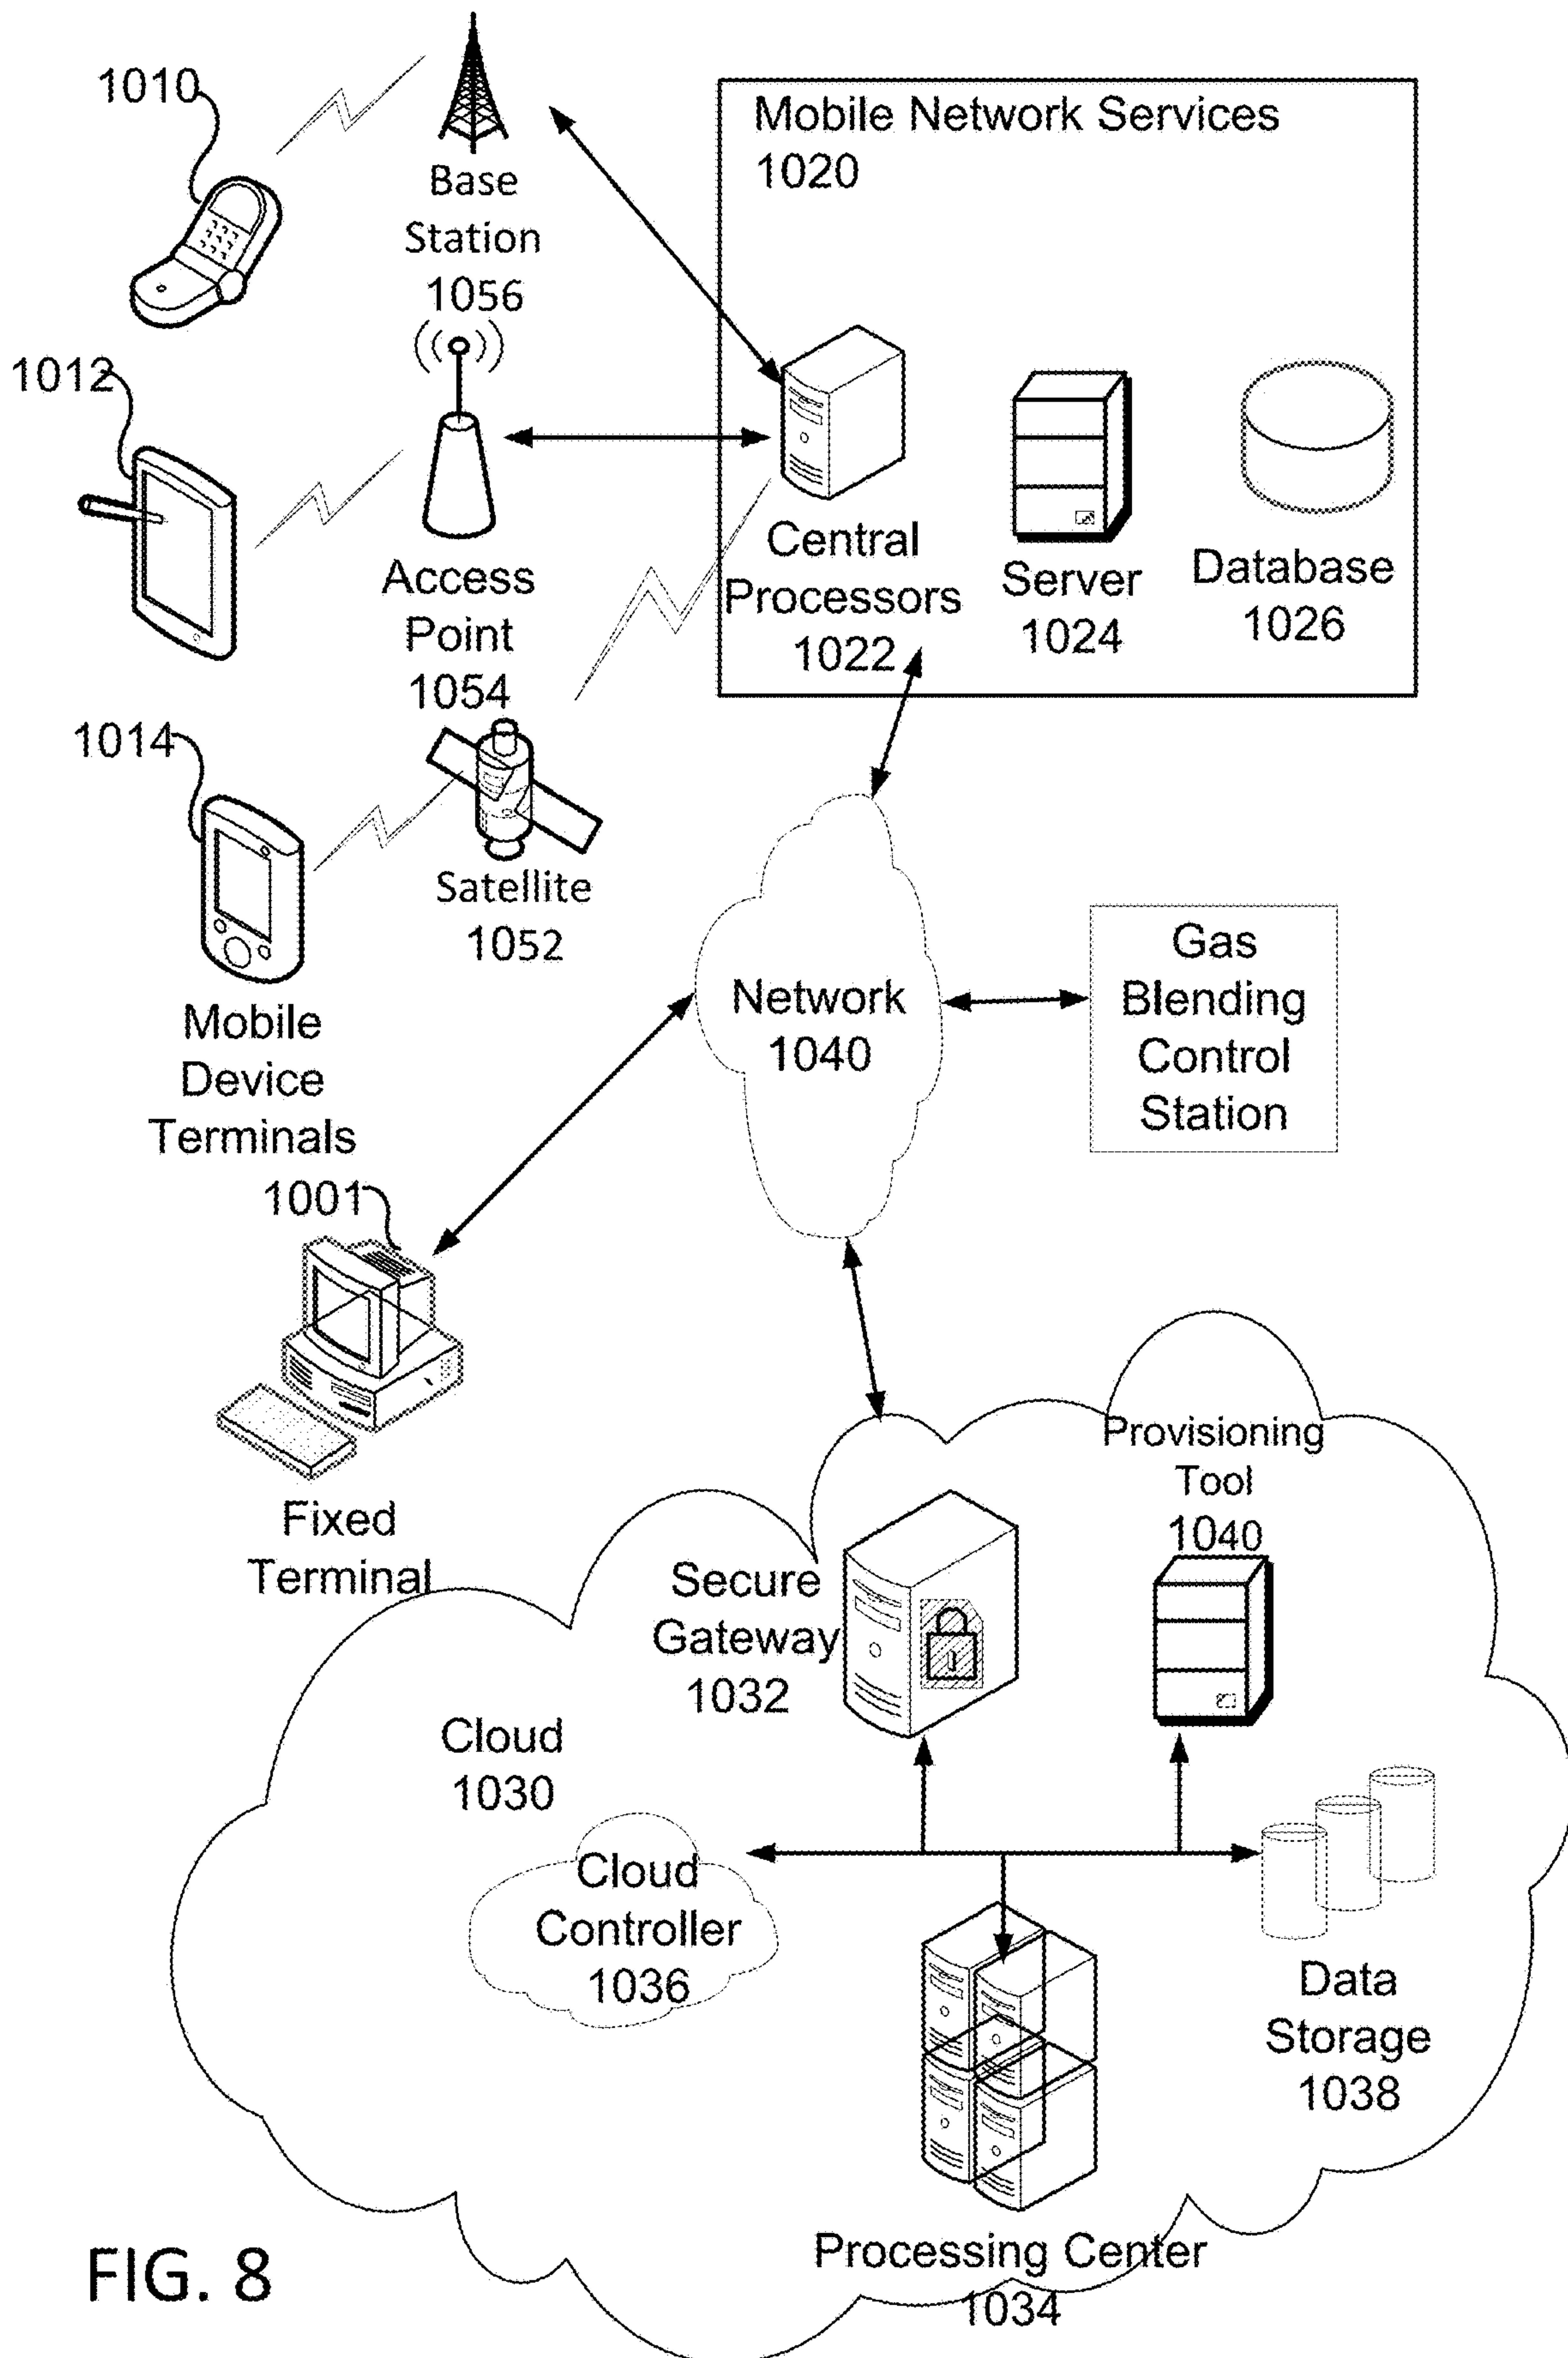 1010
Base
Station
1056
Mobile Network Services
1020
1012
Access
Point
1054
Central
Processors
1022
Server
1024
Database
1026
1014
Satellite
1052
Mobile
Device
Terminals
Network
1040
Gas
Blending
Control
Station
1001
Fixed
Terminal
Provisioning
Tool
1040
Secure
Gateway
1032
Cloud
1030
Cloud
Controller
1036
Data
Storage
1038
Processing Center
1034
FIG. 8